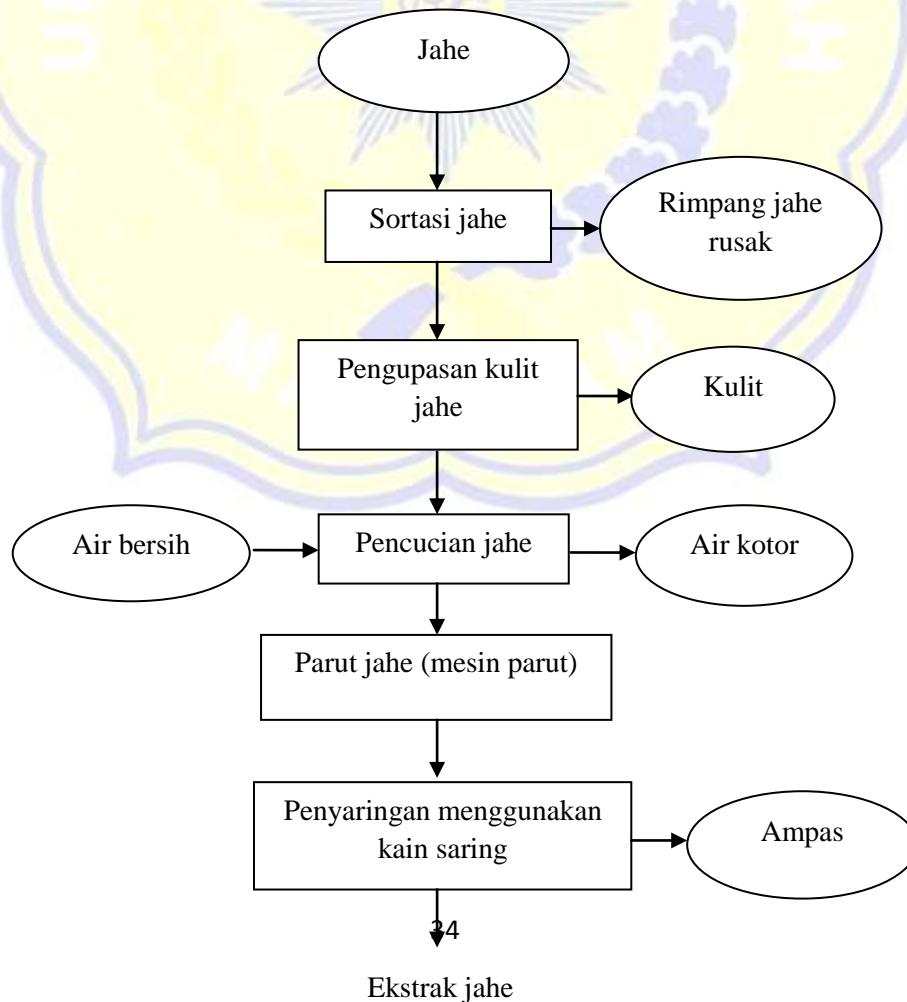 Jahe
Sortasi jahe
Rimpang jahe
rusak
Pengupasan kulit
jahe
Kulit
Air bersih
Pencucian jahe
Air kotor
Parut jahe (mesin parut)
Penyaringan menggunakan
kain saring
Ampas
34
Ekstrak jahe